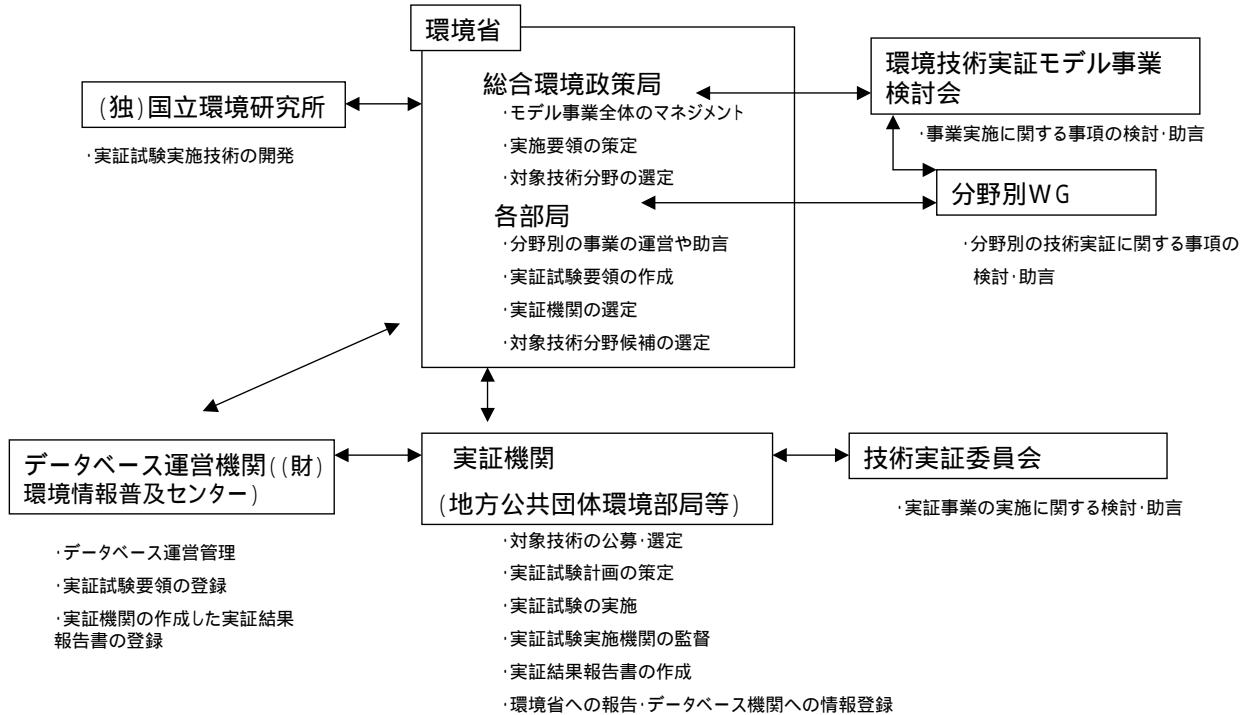 環境省
総合環境政策局
･モデル事業全体のマネジメント
･実施要領の策定
･対象技術分野の選定
各部局
･分野別の事業の運営や助言
･実証試験要領の作成
･実証機関の選定
･対象技術分野候補の選定
(独)国立環境研究所
･実証試験実施技術の開発
環境技術実証モデル事業
検討会
･事業実施に関する事項の検討･助言
分野別WG
･分野別の技術実証に関する事項の
検討･助言
データベース運営機関((財)
環境情報普及センター)
･データベース運営管理
･実証試験要領の登録
･実証機関の作成した実証結果
報告書の登録
実証機関
(地方公共団体環境部局等)
･対象技術の公募･選定
･実証試験計画の策定
･実証試験の実施
･実証試験実施機関の監督
･実証結果報告書の作成
･環境省への報告･データベース機関への情報登録
技術実証委員会
･実証事業の実施に関する検討･助言